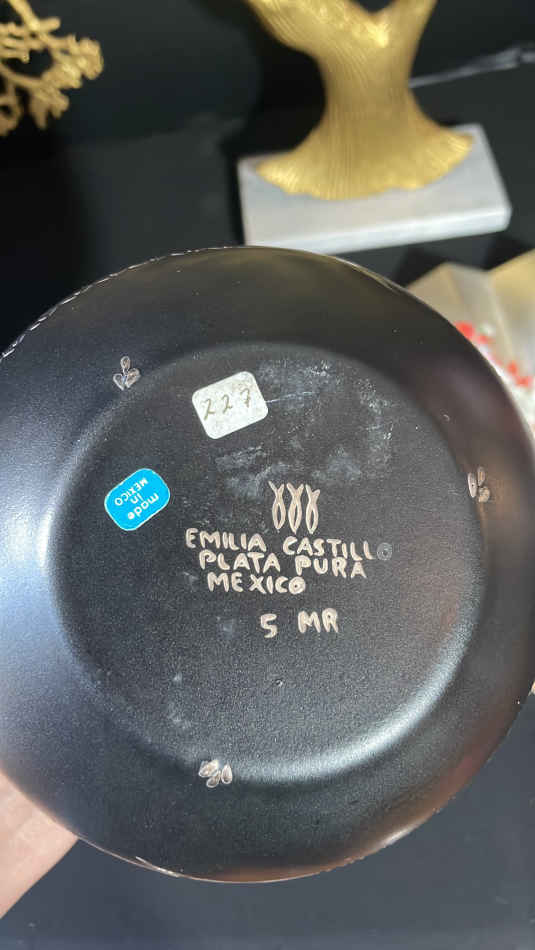 227
made
in
MEXICO
EMILIA CASTILLO
PLATA PURA
MEXICO
5 MR